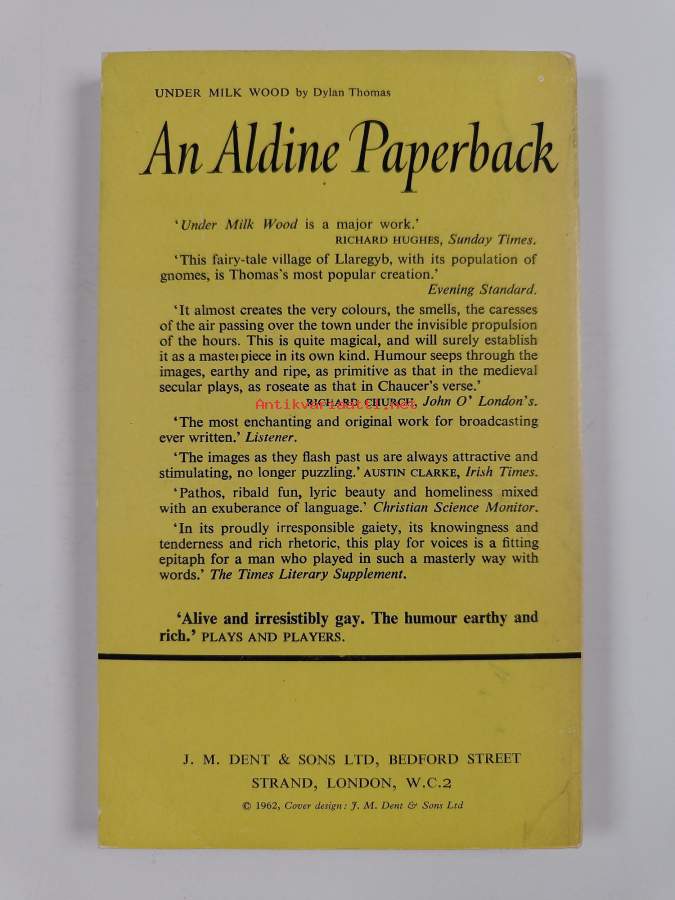 UNDER MILK WOOD by Dylan Thomas
An Aldine Paperback
‘Under Milk Wood is a major work.’
RICHARD HUGHES, Sunday Times.
‘This fairy-tale village of Llaregyb, with its population of
gnomes, is Thomas’s most popular creation.’
Evening Standard.
‘It almost creates the very colours, the smells, the caresses
of the air passing over the town under the invisible propulsion
of the hours. This is quite magical, and will surely establish
it as a masterpiece in its own kind. Humour seeps through the
images, earthy and ripe, as primitive as that in the medieval
secular plays, as roseate as that in Chaucer’s verse.’
RICHARD CHURCH, John O’ London’s.
Antikvariaatti.net
‘The most enchanting and original work for broadcasting
ever written.’ Listener.
‘The images as they flash past us are always attractive and
stimulating, no longer puzzling.’ AUSTIN CLARKE, Irish Times.
‘Pathos, ribald fun, lyric beauty and homeliness mixed
with an exuberance of language.’ Christian Science Monitor.
‘In its proudly irresponsible gaiety, its knowingness and
tenderness and rich rhetoric, this play for voices is a fitting
epitaph for a man who played in such a masterly way with
words.’ The Times Literary Supplement.
‘Alive and irresistibly gay. The humour earthy and
rich.’ PLAYS AND PLAYERS.
J. M. DENT & SONS LTD, BEDFORD STREET
STRAND, LONDON, W.C.2
© 1962, Cover design: J. M. Dent & Sons Ltd